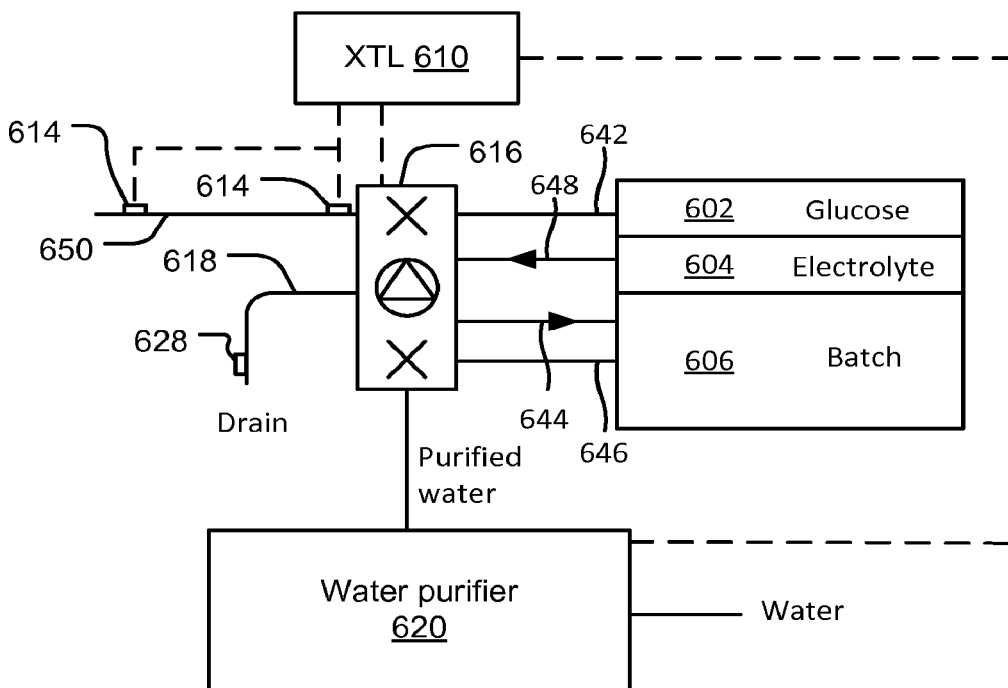 XTL 610
614
616
642
614
648
602 Glucose
650
618
604 Electrolyte
628
606 Batch
Drain
644
646
Purified
water
Water purifier
620
Water